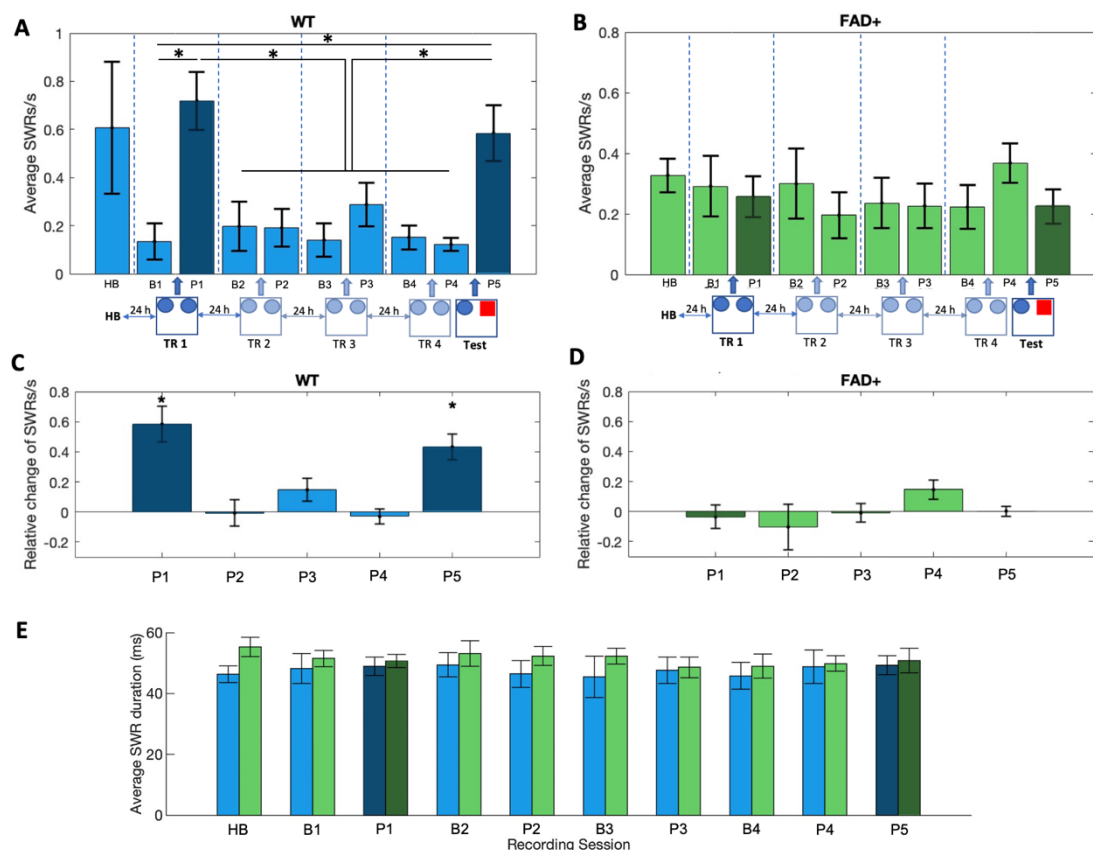 A
WT
Average SWRs/s
1
0.8
0.6
0.4
0.2
0
*
*
*
*
HB
B1
P1
B2
P2
B3
P3
B4
P4
P5
HB
24 h
24 h
24 h
24 h
TR 1
TR 2
TR 3
TR 4
Test
B
FAD+
Average SWRs/s
0.8
0.6
0.4
0.2
0
HB
B1
P1
B2
P2
B3
P3
B4
P4
P5
HB
24 h
24 h
24 h
24 h
TR 1
TR 2
TR 3
TR 4
Test
C
WT
Relative change of SWRs/s
0.8
0.6
0.4
0.2
0
-0.2
*
*
P1
P2
P3
P4
P5
D
FAD+
Relative change of SWRs/s
0.8
0.6
0.4
0.2
0
-0.2
P1
P2
P3
P4
P5
E
Average SWR duration (ms)
60
40
20
0
HB
B1
P1
B2
P2
B3
P3
B4
P4
P5
Recording Session